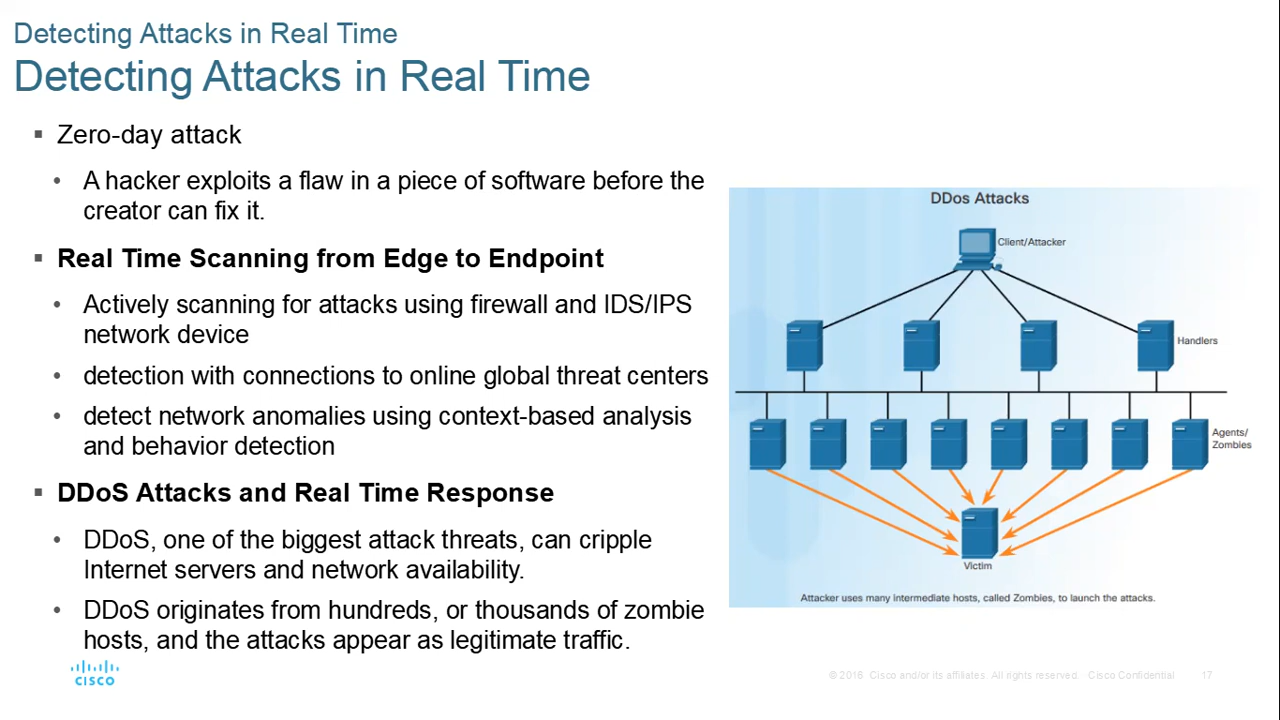 Detecting Attacks in Real Time
Detecting Attacks in Real Time
▪ Zero-day attack
• A hacker exploits a flaw in a piece of software before the
creator can fix it.
▪ Real Time Scanning from Edge to Endpoint
• Actively scanning for attacks using firewall and IDS/IPS
network device
• detection with connections to online global threat centers
• detect network anomalies using context-based analysis
and behavior detection
▪ DDoS Attacks and Real Time Response
• DDoS, one of the biggest attack threats, can cripple
Internet servers and network availability.
• DDoS originates from hundreds, or thousands of zombie
hosts, and the attacks appear as legitimate traffic.
DDos Attacks
Client/Attacker
Handlers
Agents/
Zombies
Victim
Attacker uses many intermediate hosts, called Zombies, to launch the attacks.
CISCO
© 2016 Cisco and/or its affiliates. All rights reserved. Cisco Confidential 17